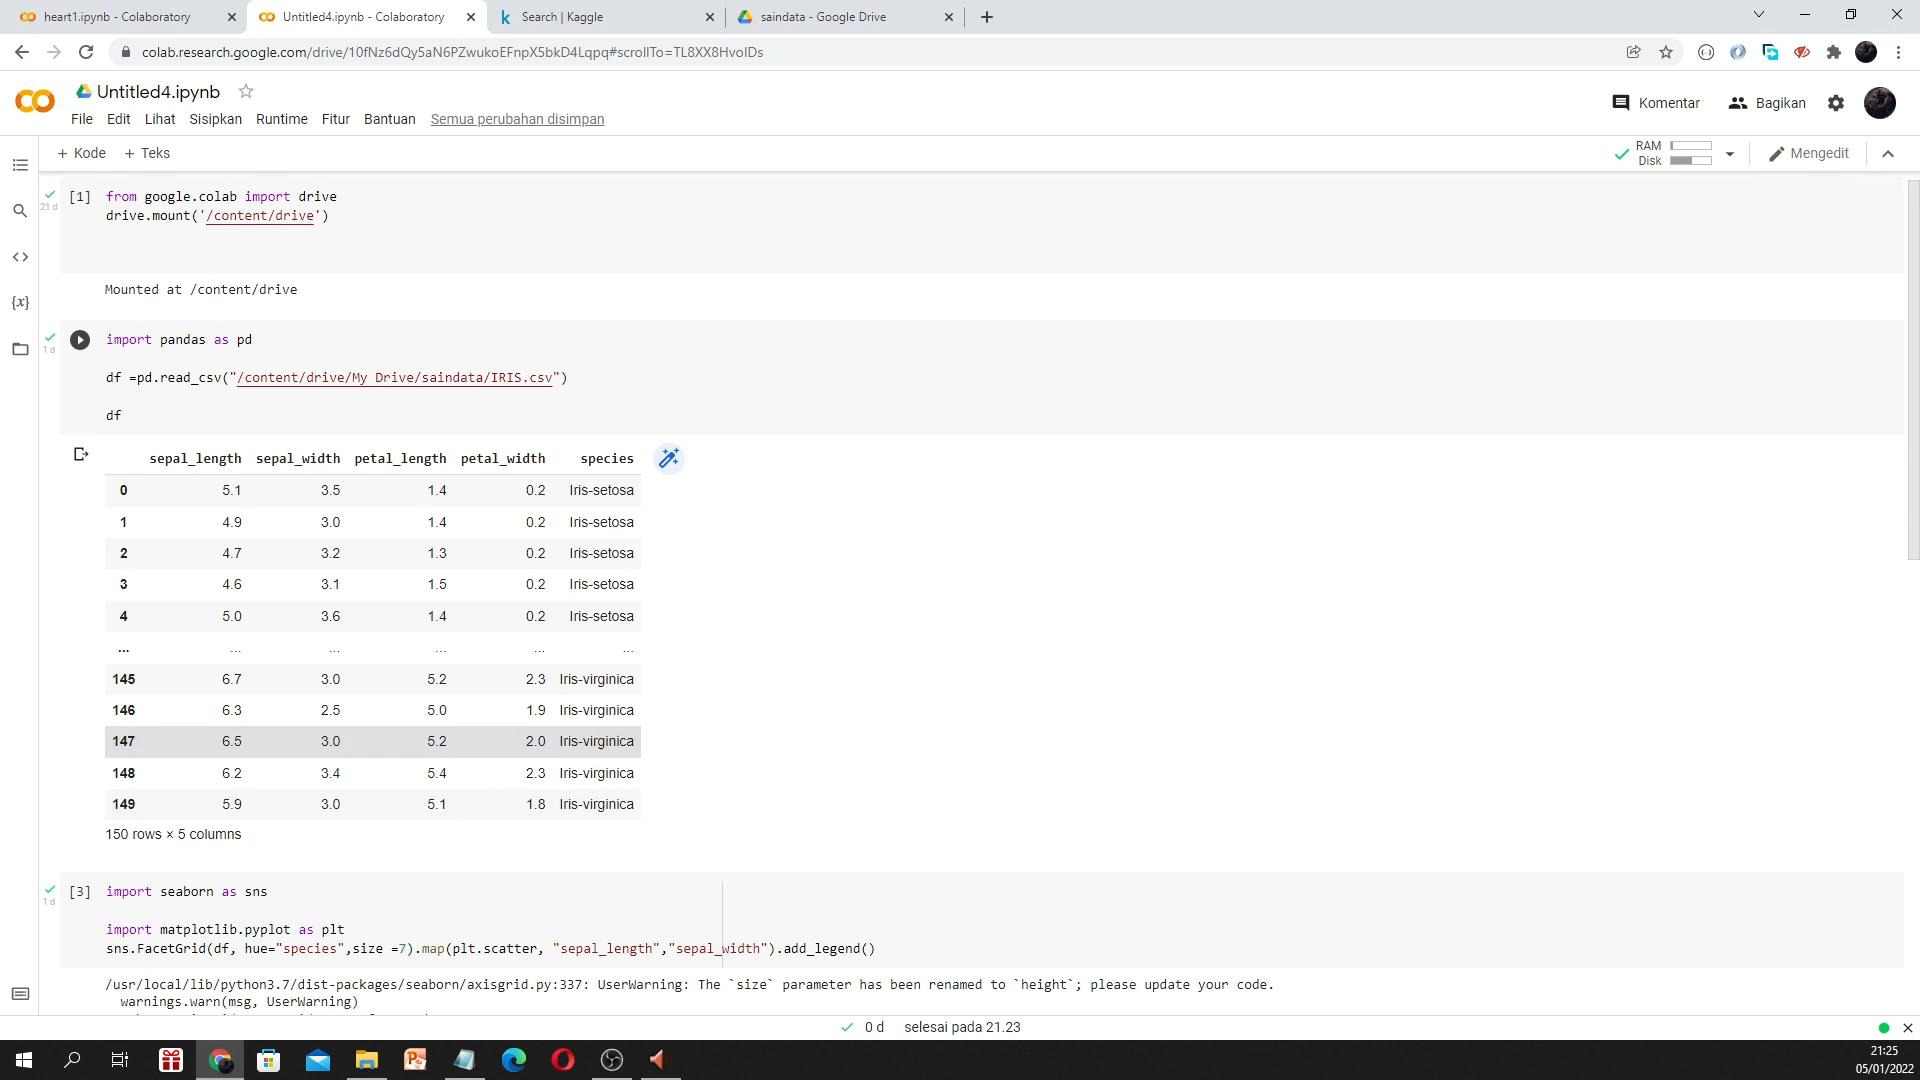 heart1.ipynb - Colaboratory
Untitled4.ipynb - Colaboratory
Search | Kaggle
saindata - Google Drive
colab.research.google.com/drive/10fNz6dQy5aN6PZwukoEFnpX5bkD4Lqpq#scrollTo=TL8XX8HvoIDs
Untitled4.ipynb
File Edit Lihat Sisipkan Runtime Fitur Bantuan Semua perubahan disimpan
Komentar Bagikan
+ Kode + Teks
RAM
Disk
Mengedit
21 d
[1] from google.colab import drive
drive.mount('/content/drive')
Mounted at /content/drive
1 d
import pandas as pd
df =pd.read_csv("/content/drive/My Drive/saindata/IRIS.csv")
df
sepal_length sepal_width petal_length petal_width species
0 5.1 3.5 1.4 0.2 Iris-setosa
1 4.9 3.0 1.4 0.2 Iris-setosa
2 4.7 3.2 1.3 0.2 Iris-setosa
3 4.6 3.1 1.5 0.2 Iris-setosa
4 5.0 3.6 1.4 0.2 Iris-setosa
... ... ... ... ... ...
145 6.7 3.0 5.2 2.3 Iris-virginica
146 6.3 2.5 5.0 1.9 Iris-virginica
147 6.5 3.0 5.2 2.0 Iris-virginica
148 6.2 3.4 5.4 2.3 Iris-virginica
149 5.9 3.0 5.1 1.8 Iris-virginica
150 rows × 5 columns
1 d
[3] import seaborn as sns
import matplotlib.pyplot as plt
sns.FacetGrid(df, hue="species",size =7).map(plt.scatter, "sepal_length","sepal_width").add_legend()
/usr/local/lib/python3.7/dist-packages/seaborn/axisgrid.py:337: UserWarning: The `size` parameter has been renamed to `height`; please update your code.
warnings.warn(msg, UserWarning)
0 d selesai pada 21.23
21:25
05/01/2022